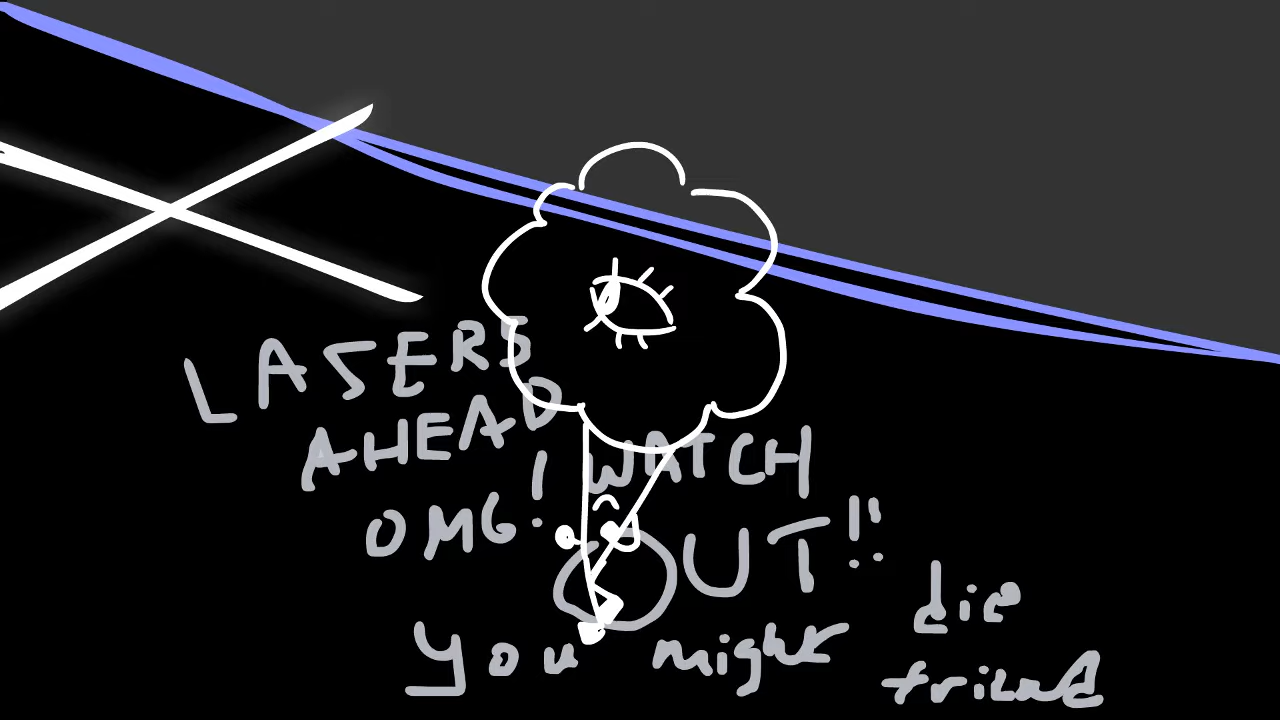 LASERS
AHEAD
OMG! WATCH
OUT!!
You might die
friend